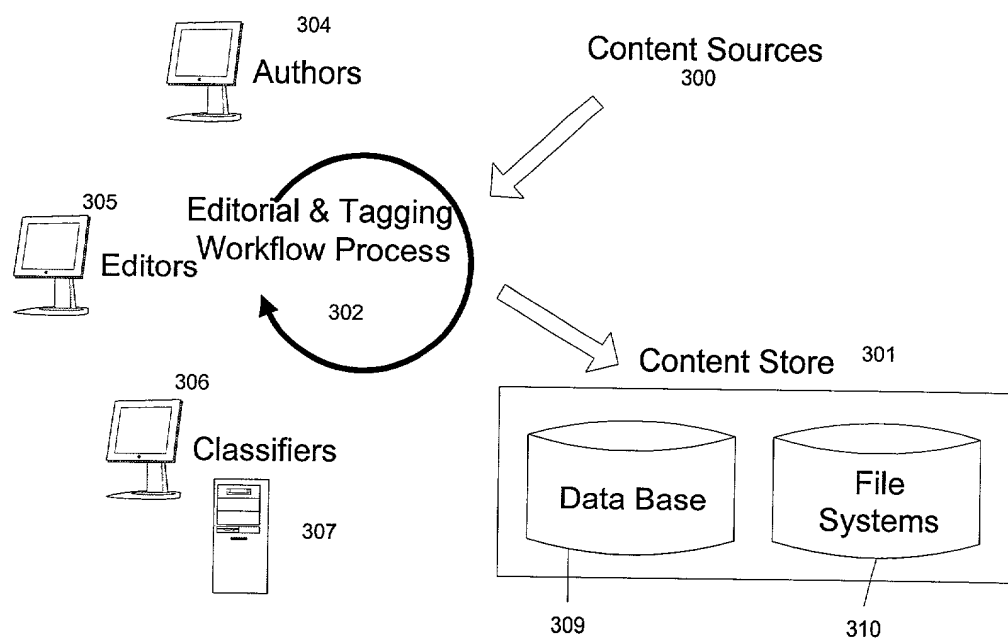 304
Authors
Content Sources
300
305
Editorial & Tagging
Workflow Process
Editors
302
Content Store 301
306
Classifiers
307
Data Base
File
Systems
309
310